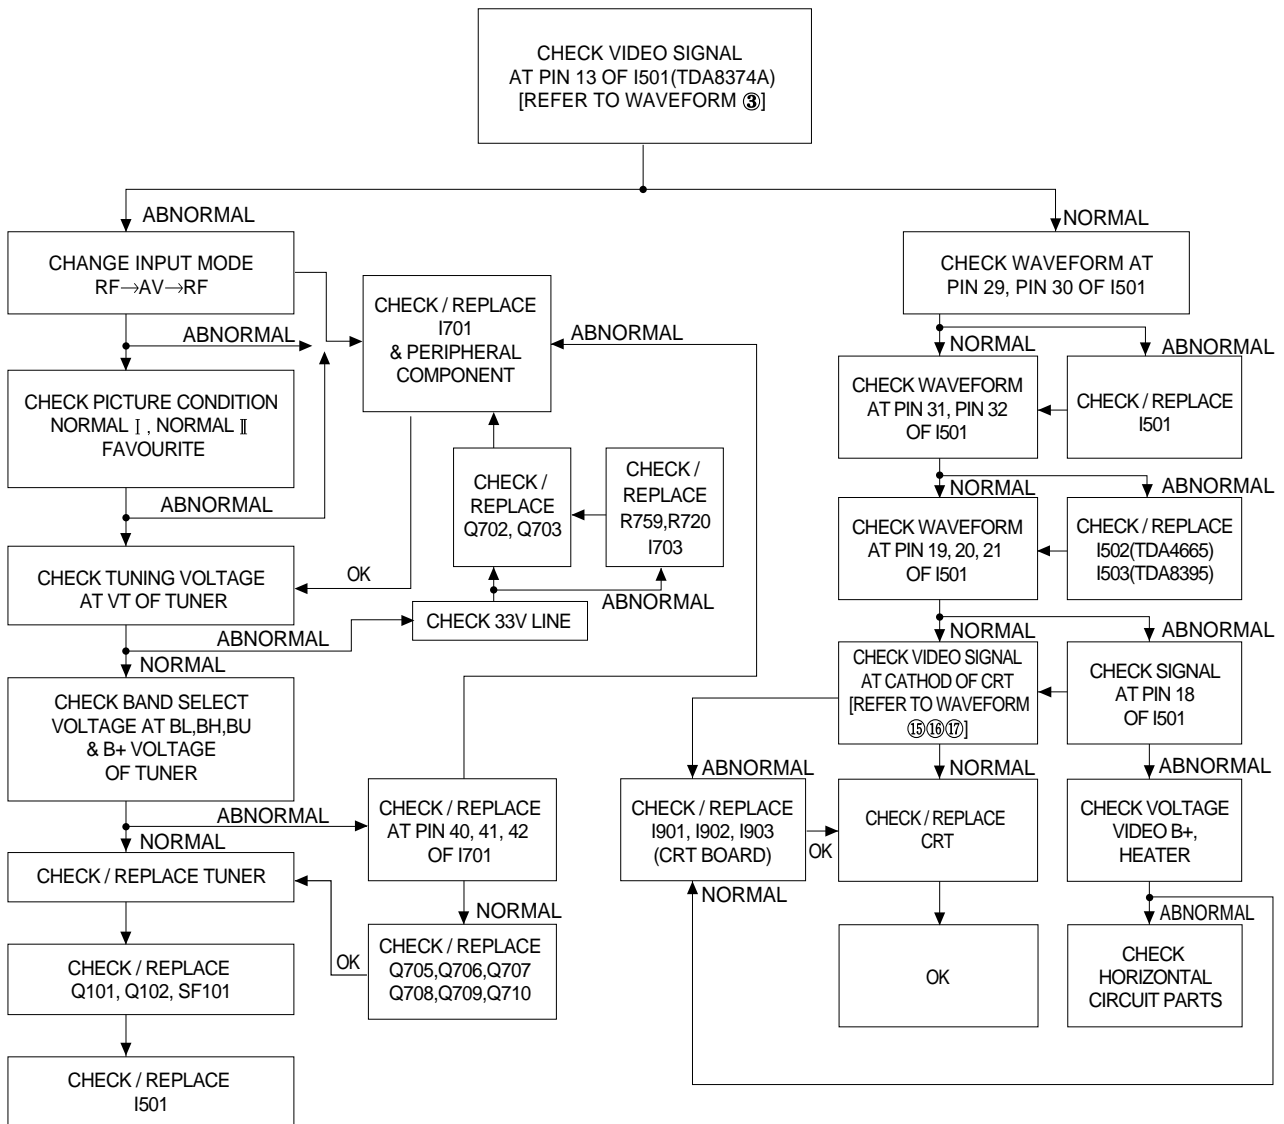 CHECK VIDEO SIGNAL
AT PIN 13 OF I501(TDA8374A)
[REFER TO WAVEFORM ③]
ABNORMAL
CHANGE INPUT MODE
RF→AV→RF
ABNORMAL
CHECK PICTURE CONDITION
NORMAL Ⅰ, NORMAL Ⅱ
FAVOURITE
ABNORMAL
CHECK TUNING VOLTAGE
AT VT OF TUNER
ABNORMAL
NORMAL
CHECK BAND SELECT
VOLTAGE AT BL,BH,BU
& B+ VOLTAGE
OF TUNER
ABNORMAL
NORMAL
CHECK / REPLACE TUNER
CHECK / REPLACE
Q101, Q102, SF101
CHECK / REPLACE
I501
CHECK / REPLACE
I701
& PERIPHERAL
COMPONENT
ABNORMAL
OK
CHECK /
REPLACE
Q702, Q703
CHECK /
REPLACE
R759,R720
I703
ABNORMAL
CHECK 33V LINE
CHECK / REPLACE
AT PIN 40, 41, 42
OF I701
NORMAL
CHECK / REPLACE
Q705,Q706,Q707
Q708,Q709,Q710
OK
NORMAL
CHECK WAVEFORM AT
PIN 29, PIN 30 OF I501
NORMAL
ABNORMAL
CHECK WAVEFORM
AT PIN 31, PIN 32
OF I501
CHECK / REPLACE
I501
NORMAL
ABNORMAL
CHECK WAVEFORM
AT PIN 19, 20, 21
OF I501
CHECK / REPLACE
I502(TDA4665)
I503(TDA8395)
NORMAL
ABNORMAL
CHECK VIDEO SIGNAL
AT CATHOD OF CRT
[REFER TO WAVEFORM
⑮⑯⑰]
CHECK SIGNAL
AT PIN 18
OF I501
ABNORMAL
NORMAL
ABNORMAL
CHECK / REPLACE
I901, I902, I903
(CRT BOARD)
OK
CHECK / REPLACE
CRT
CHECK VOLTAGE
VIDEO B+,
HEATER
NORMAL
ABNORMAL
OK
CHECK
HORIZONTAL
CIRCUIT PARTS